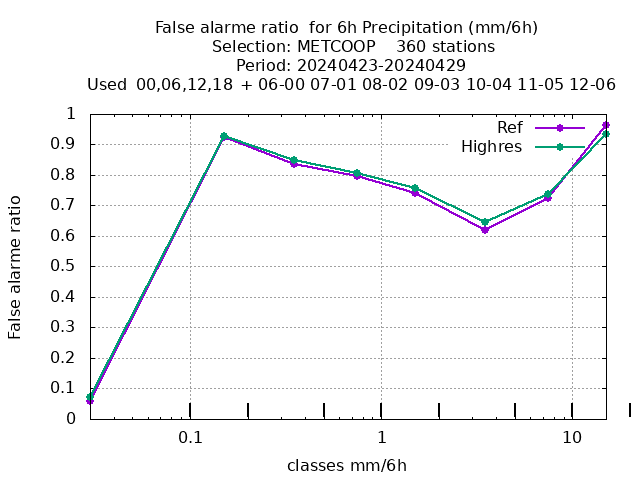 False alarme ratio  for 6h Precipitation (mm/6h)
Selection: METCOOP    360 stations
Period: 20240423-20240429
Used  00,06,12,18  + 06-00 07-01 08-02 09-03 10-04 11-05 12-06
1
0.9
0.8
0.7
0.6
0.5
0.4
0.3
0.2
0.1
0
False alarme ratio
Ref
Highres
0.1 1 10
classes mm/6h